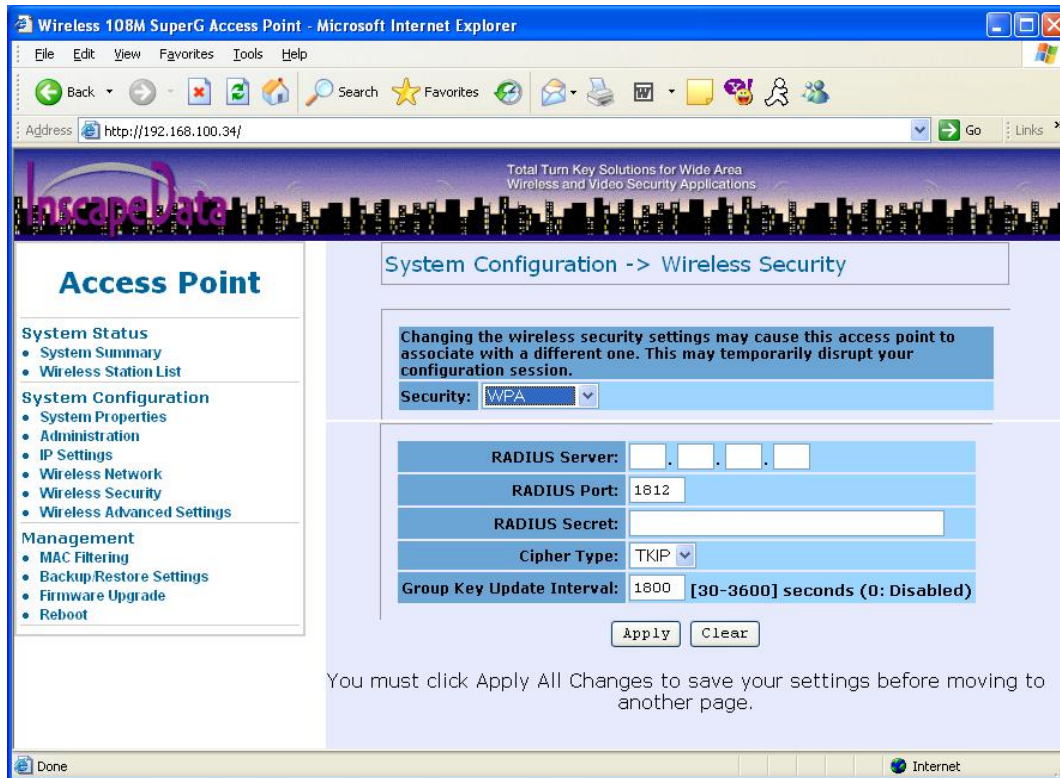 Wireless 108M SuperG Access Point - Microsoft Internet Explorer
File Edit View Favorites Tools Help
Back Search Favorites
Address http://192.168.100.34/ Go Links »
InscapeData
Total Turn Key Solutions for Wide Area
Wireless and Video Security Applications
Access Point
System Status
• System Summary
• Wireless Station List
System Configuration
• System Properties
• Administration
• IP Settings
• Wireless Network
• Wireless Security
• Wireless Advanced Settings
Management
• MAC Filtering
• Backup/Restore Settings
• Firmware Upgrade
• Reboot
System Configuration -> Wireless Security
Changing the wireless security settings may cause this access point to
associate with a different one. This may temporarily disrupt your
configuration session.
Security: WPA
RADIUS Server: . . .
RADIUS Port: 1812
RADIUS Secret:
Cipher Type: TKIP
Group Key Update Interval: 1800 [30-3600] seconds (0: Disabled)
Apply Clear
You must click Apply All Changes to save your settings before moving to
another page.
Done Internet